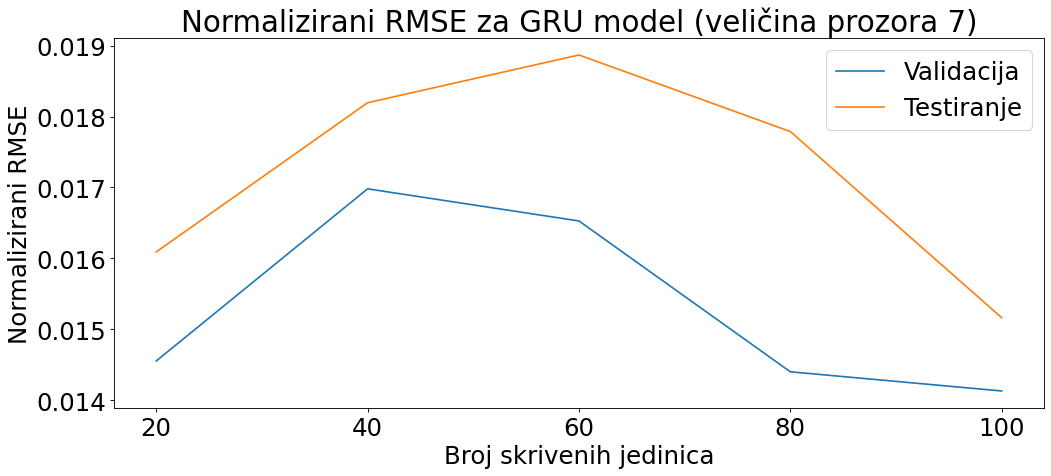 Normalizirani RMSE za GRU model (veličina prozora 7)
Normalizirani RMSE
0.019
0.018
0.017
0.016
0.015
0.014
Validacija
Testiranje
20 40 60 80 100
Broj skrivenih jedinica